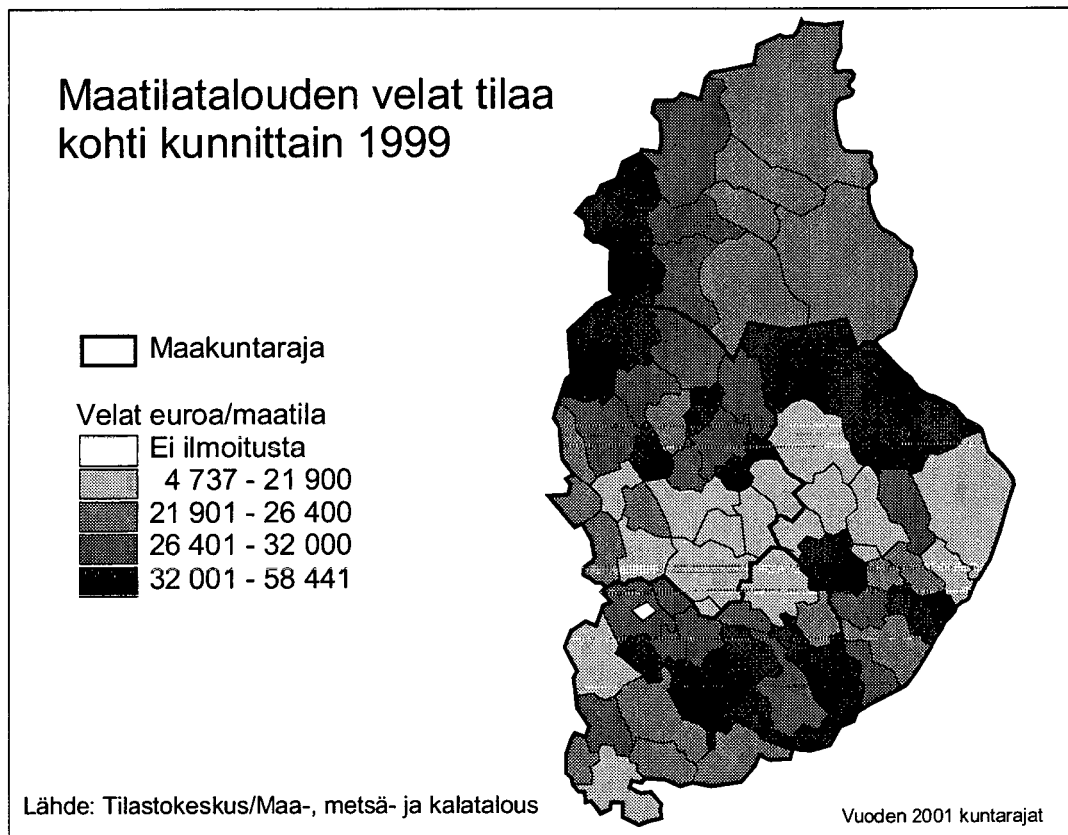 Maatilatalouden velat tilaa
kohti kunnittain 1999
Maakuntaraja
Velat euroa/maatila
Ei ilmoitusta
4 737 - 21 900
21 901 - 26 400
26 401 - 32 000
32 001 - 58 441
Lähde: Tilastokeskus/Maa-, metsä- ja kalatalous
Vuoden 2001 kuntarajat